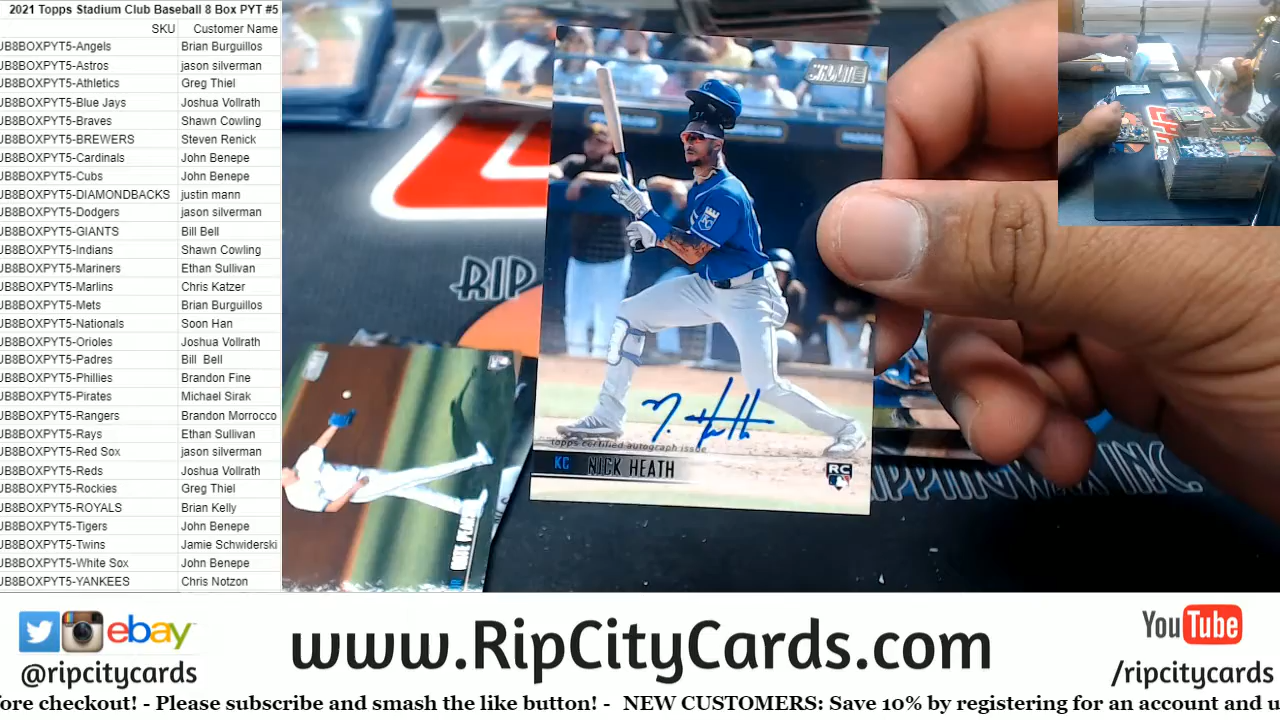 2021 Topps Stadium Club Baseball 8 Box PYT #5
SKU Customer Name
JB8BOXPYT5-Angels Brian Burguillos
JB8BOXPYT5-Astros jason silverman
JB8BOXPYT5-Athletics Greg Thiel
JB8BOXPYT5-Blue Jays Joshua Vollrath
JB8BOXPYT5-Braves Shawn Cowling
JB8BOXPYT5-BREWERS Steven Renick
JB8BOXPYT5-Cardinals John Benepe
JB8BOXPYT5-Cubs John Benepe
JB8BOXPYT5-DIAMONDBACKS justin mann
JB8BOXPYT5-Dodgers jason silverman
JB8BOXPYT5-GIANTS Bill Bell
JB8BOXPYT5-Indians Shawn Cowling
JB8BOXPYT5-Mariners Ethan Sullivan
JB8BOXPYT5-Marlins Chris Katzer
JB8BOXPYT5-Mets Brian Burguillos
JB8BOXPYT5-Nationals Soon Han
JB8BOXPYT5-Orioles Joshua Vollrath
JB8BOXPYT5-Padres Bill Bell
JB8BOXPYT5-Phillies Brandon Fine
JB8BOXPYT5-Pirates Michael Sirak
JB8BOXPYT5-Rangers Brandon Morrocco
JB8BOXPYT5-Rays Ethan Sullivan
JB8BOXPYT5-Red Sox jason silverman
JB8BOXPYT5-Reds Joshua Vollrath
JB8BOXPYT5-Rockies Greg Thiel
JB8BOXPYT5-ROYALS Brian Kelly
JB8BOXPYT5-Tigers John Benepe
JB8BOXPYT5-Twins Jamie Schwiderski
JB8BOXPYT5-White Sox John Benepe
JB8BOXPYT5-YANKEES Chris Notzon
KC
N. Heath
Topps certified autograph issue
KC NICK HEATH
RC
RIP
RIPPINWAX INC
ebay
@ripcitycards
www.RipCityCards.com
YouTube
/ripcitycards
ore checkout! - Please subscribe and smash the like button! - NEW CUSTOMERS: Save 10% by registering for an account and u